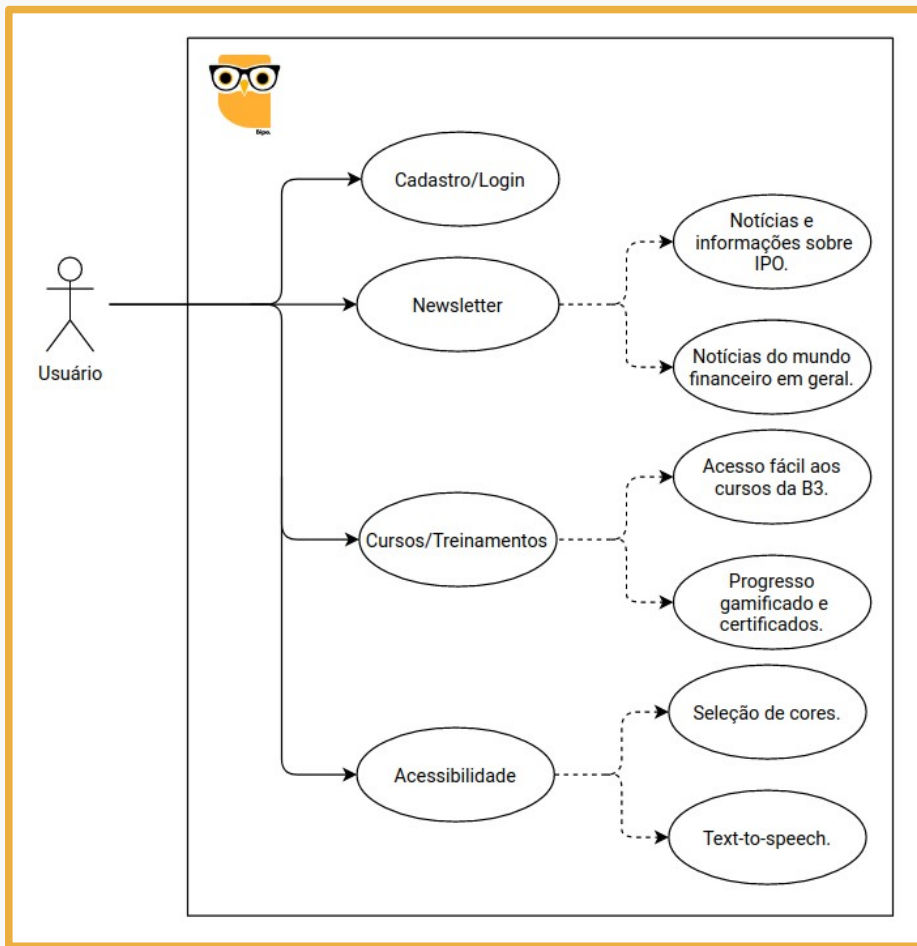 bipo.
Cadastro/Login
Notícias e
informações sobre
IPO.
Newsletter
Usuário
Notícias do mundo
financeiro em geral.
Acesso fácil aos
cursos da B3.
Cursos/Treinamentos
Progresso
gamificado e
certificados.
Seleção de cores.
Acessibilidade
Text-to-speech.